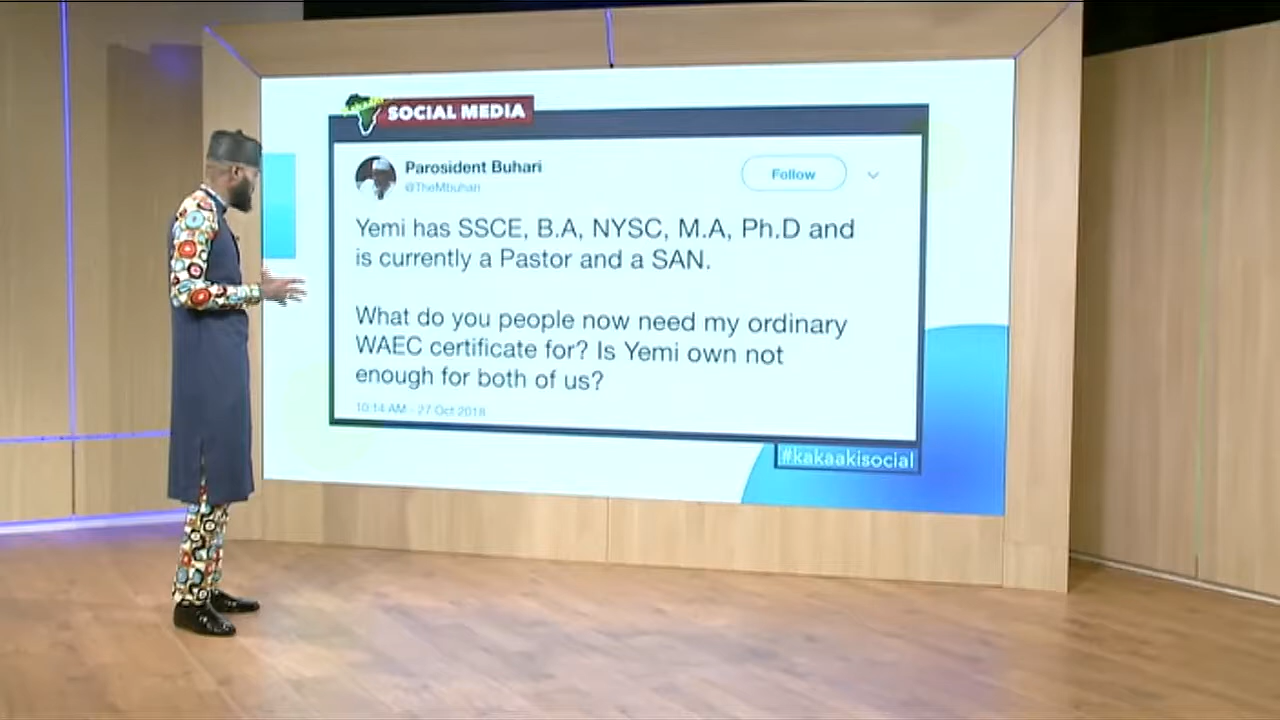 Kakaaki
SOCIAL MEDIA
Parosident Buhari
@TheMbuhari
Follow
Yemi has SSCE, B.A, NYSC, M.A, Ph.D and
is currently a Pastor and a SAN.
What do you people now need my ordinary
WAEC certificate for? Is Yemi own not
enough for both of us?
10:14 AM - 27 Oct 2018
#kakaakisocial